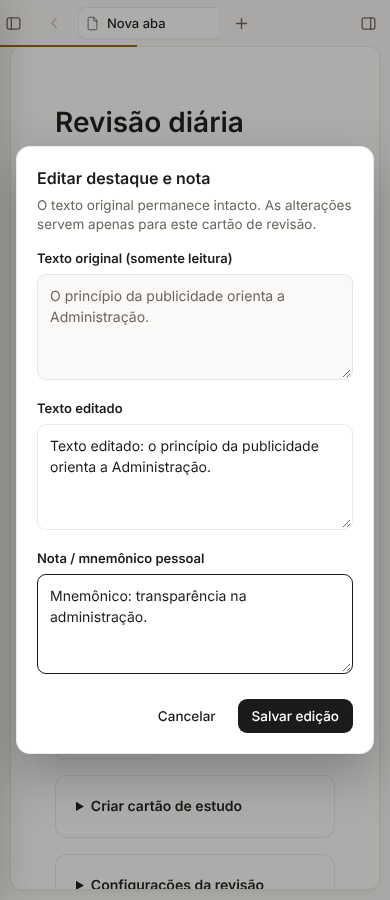 Nova aba
Revisão diária
Editar destaque e nota
O texto original permanece intacto. As alterações
servem apenas para este cartão de revisão.
Texto original (somente leitura)
O princípio da publicidade orienta a
Administração.
Texto editado
Texto editado: o princípio da publicidade
orienta a Administração.
Nota / mnemônico pessoal
Mnemônico: transparência na
administração.
Cancelar
Salvar edição
Criar cartão de estudo
Configurações da revisão